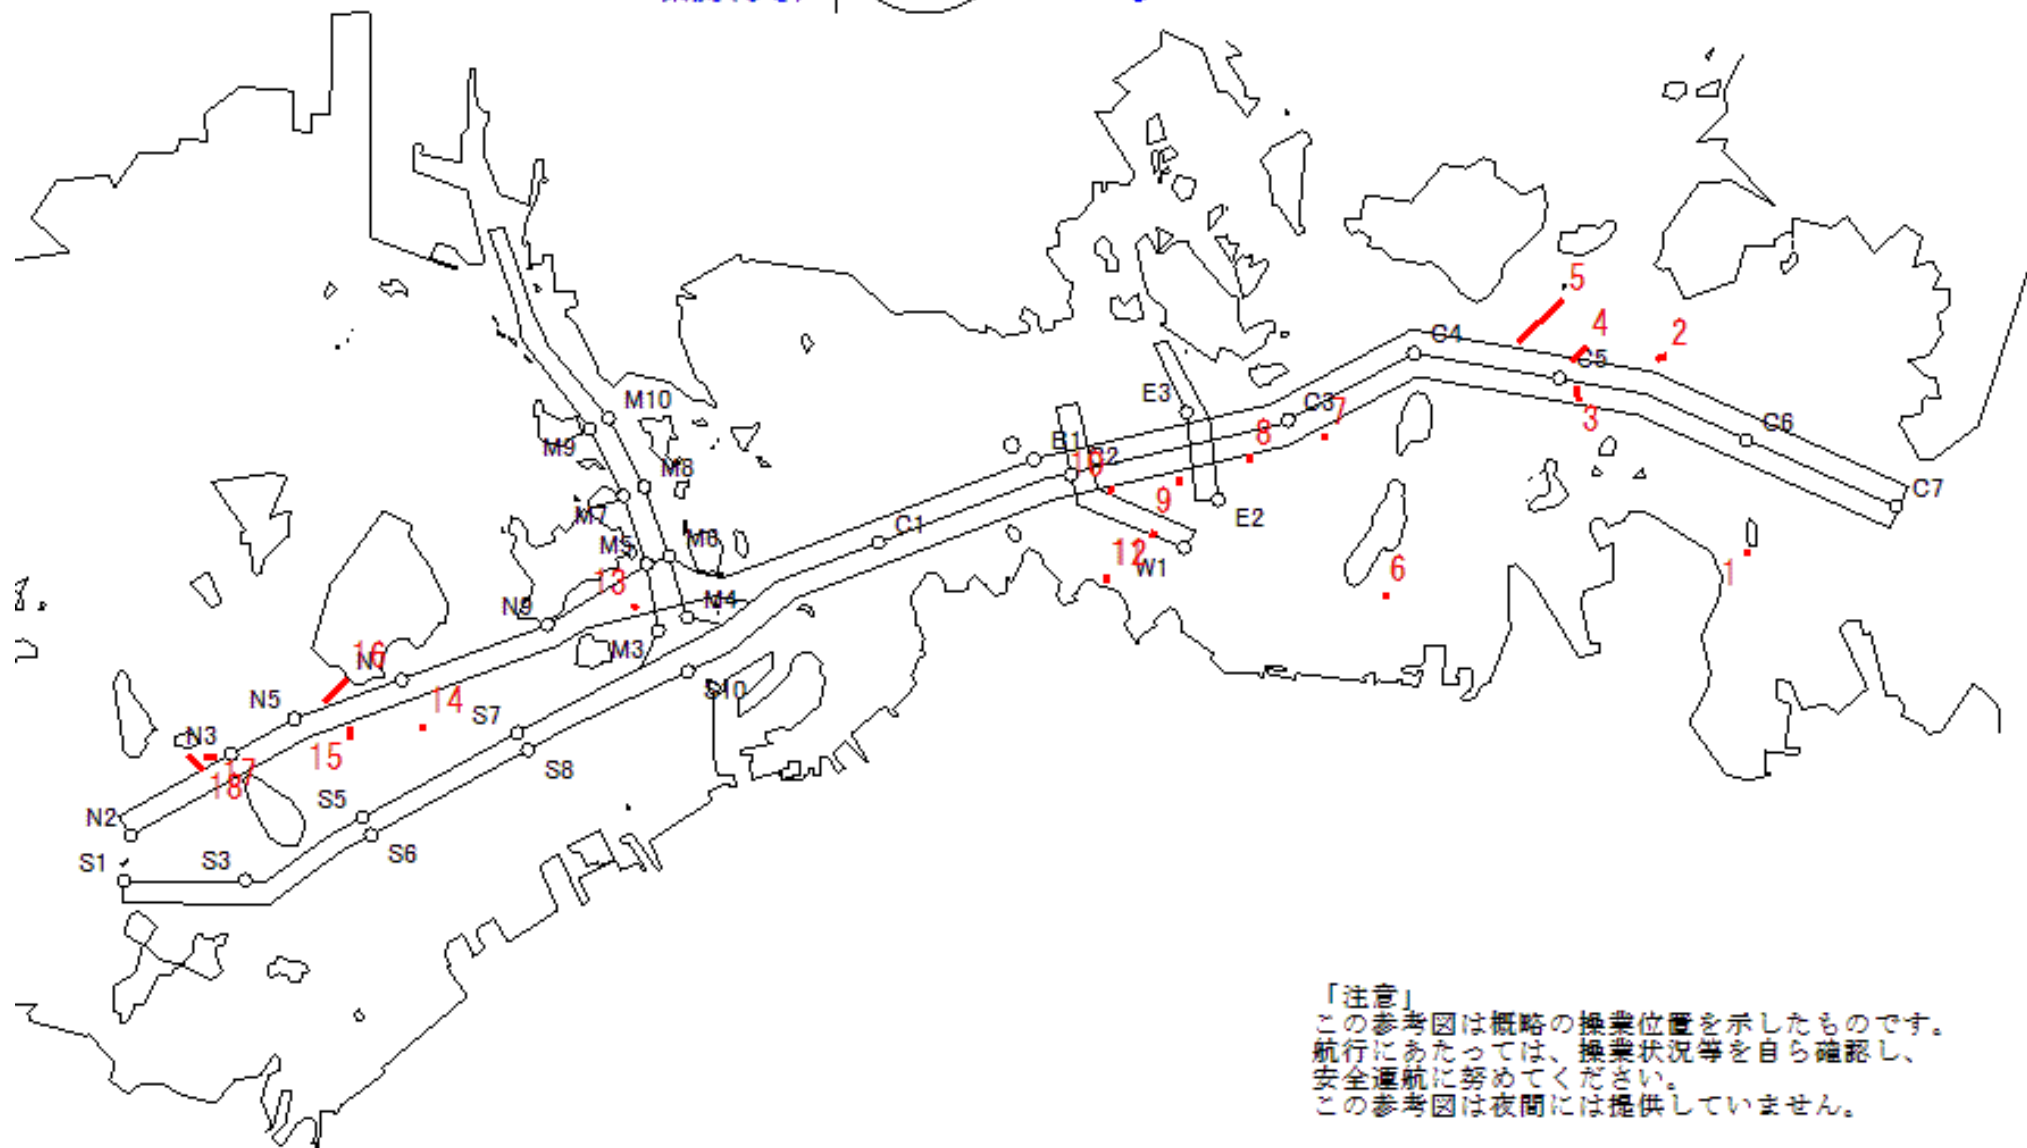 5
4
2
C4
C5
E3
C3
7
3
C6
M10
8
M9
B1
C2
10
M8
9
C7
M7
E2
C1
M5
M6
12
W1
6
1
13
N9
M4
M3
16
N7
S10
14
N5
S7
N3
15
17
18
S8
S5
N2
S6
S1
S3
「注意」
この参考図は概略の操業位置を示したものです。
航行にあたっては、操業状況等を自ら確認し、
安全運航に努めてください。
この参考図は夜間には提供していません。